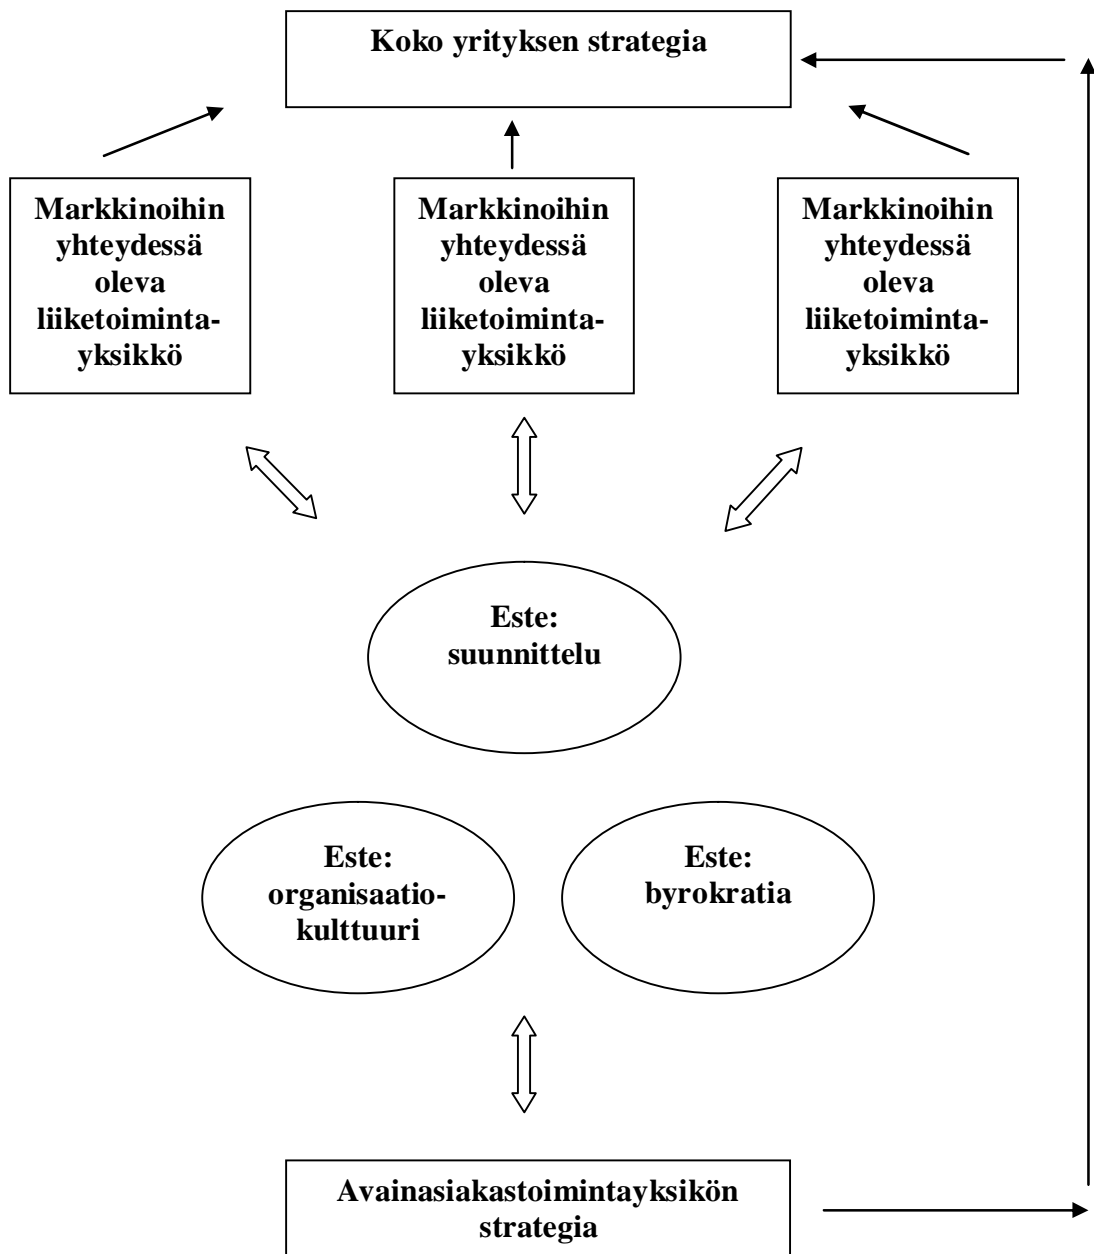 Koko yrityksen strategia
Markkinoihin
yhteydessä
oleva
liiketoiminta-
yksikkö
Markkinoihin
yhteydessä
oleva
liiketoiminta-
yksikkö
Markkinoihin
yhteydessä
oleva
liiketoiminta-
yksikkö
Este:
suunnittelu
Este:
organisaatio-
kulttuuri
Este:
byrokratia
Avainasiakastoimintayksikön
strategia